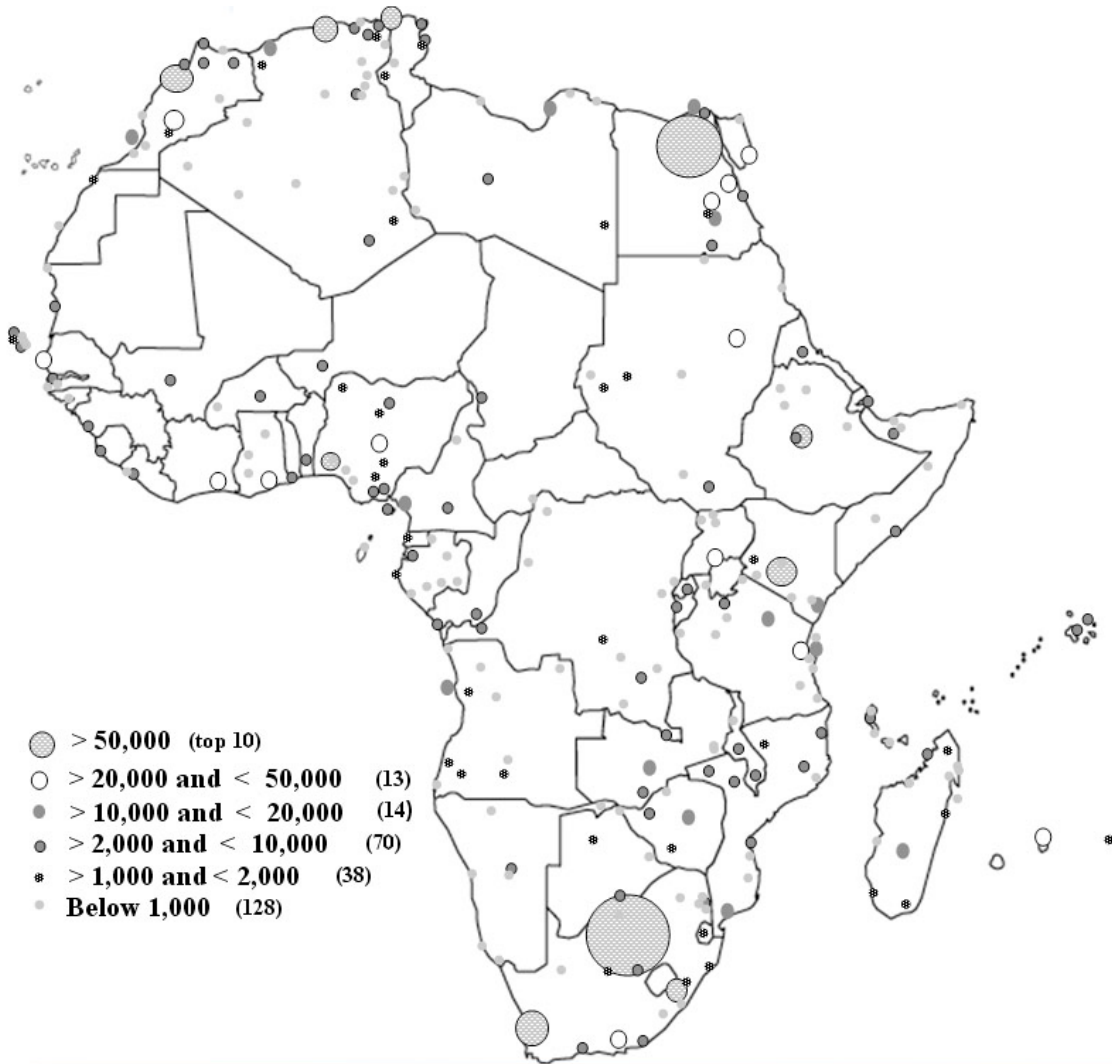 > 50,000 (top 10)
> 20,000 and < 50,000 (13)
> 10,000 and < 20,000 (14)
> 2,000 and < 10,000 (70)
> 1,000 and < 2,000 (38)
Below 1,000 (128)